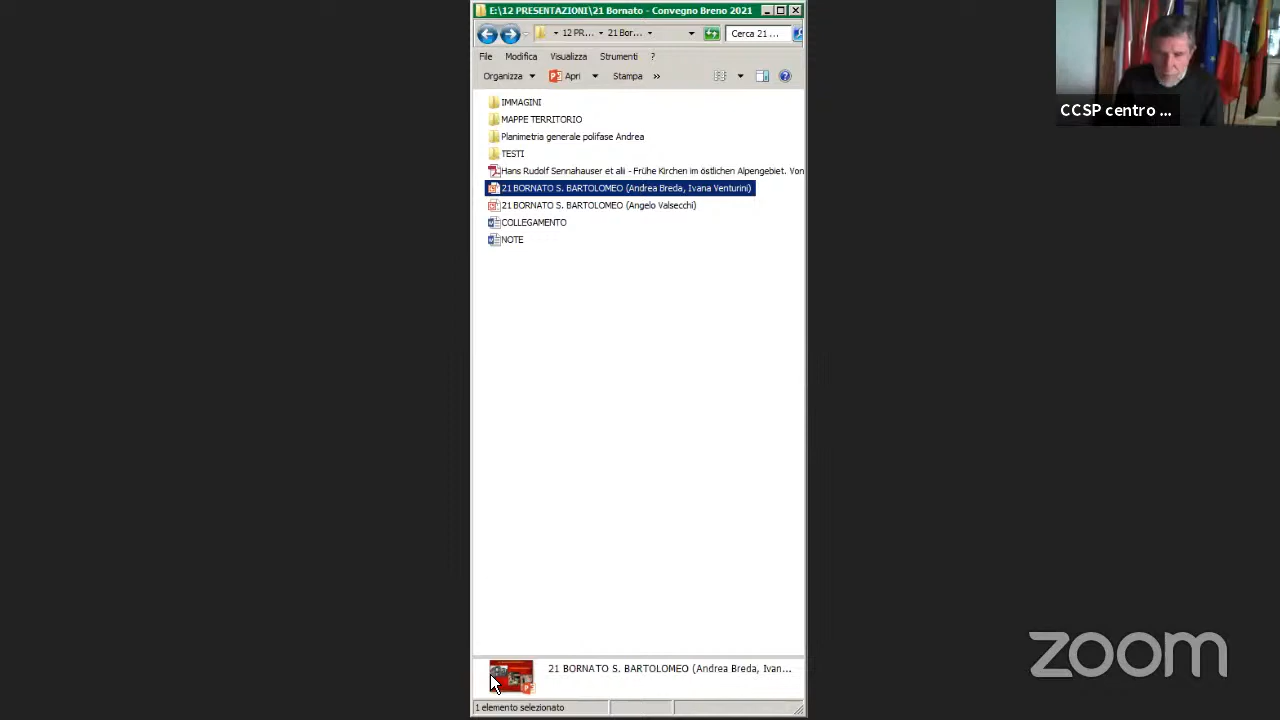 E:\12 PRESENTAZIONI\21 Bornato - Convegno Breno 2021
12 PR... 21 Bor... Cerca 21 ...
File Modifica Visualizza Strumenti ?
Organizza Apri Stampa »
IMMAGINI
MAPPE TERRITORIO
Planimetria generale polifase Andrea
TESTI
Hans Rudolf Sennahauser et alii - Frühe Kirchen im östlichen Alpengebiet. Von
21 BORNATO S. BARTOLOMEO (Andrea Breda, Ivana Venturini)
21 BORNATO S. BARTOLOMEO (Angelo Valsecchi)
COLLEGAMENTO
NOTE
21 BORNATO S. BARTOLOMEO (Andrea Breda, Ivan...
1 elemento selezionato
CCSP centro ...
zoom